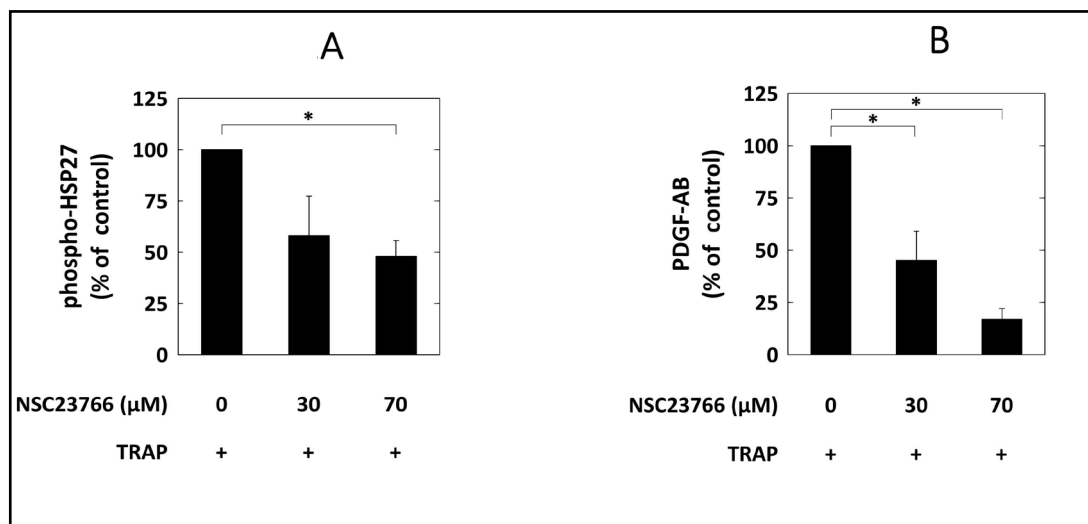 A
phospho-HSP27
(% of control)
125
100
75
50
25
0
*
NSC23766 (μM) 0 30 70
TRAP + + +
B
PDGF-AB
(% of control)
125
100
75
50
25
0
*
*
NSC23766 (μM) 0 30 70
TRAP + + +